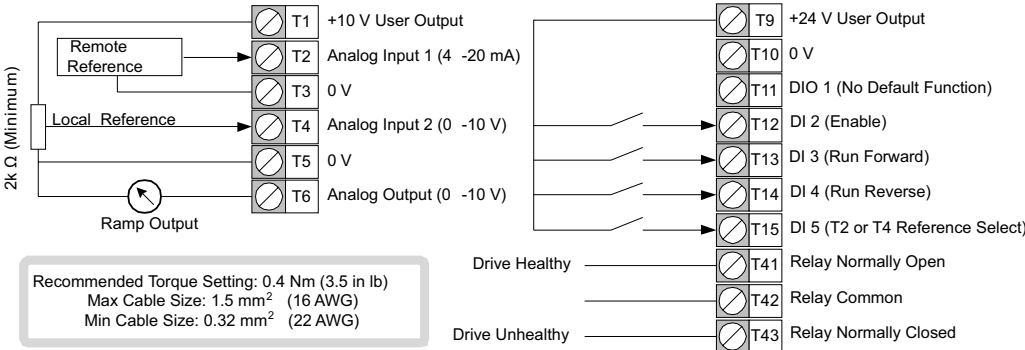 T1 +10 V User Output
Remote Reference
T2 Analog Input 1 (4 -20 mA)
T3 0 V
2k Ω (Minimum)
Local Reference
T4 Analog Input 2 (0 -10 V)
T5 0 V
T6 Analog Output (0 -10 V)
Ramp Output
Recommended Torque Setting: 0.4 Nm (3.5 in lb)
Max Cable Size: 1.5 mm² (16 AWG)
Min Cable Size: 0.32 mm² (22 AWG)
T9 +24 V User Output
T10 0 V
T11 DIO 1 (No Default Function)
T12 DI 2 (Enable)
T13 DI 3 (Run Forward)
T14 DI 4 (Run Reverse)
T15 DI 5 (T2 or T4 Reference Select)
Drive Healthy T41 Relay Normally Open
T42 Relay Common
Drive Unhealthy T43 Relay Normally Closed